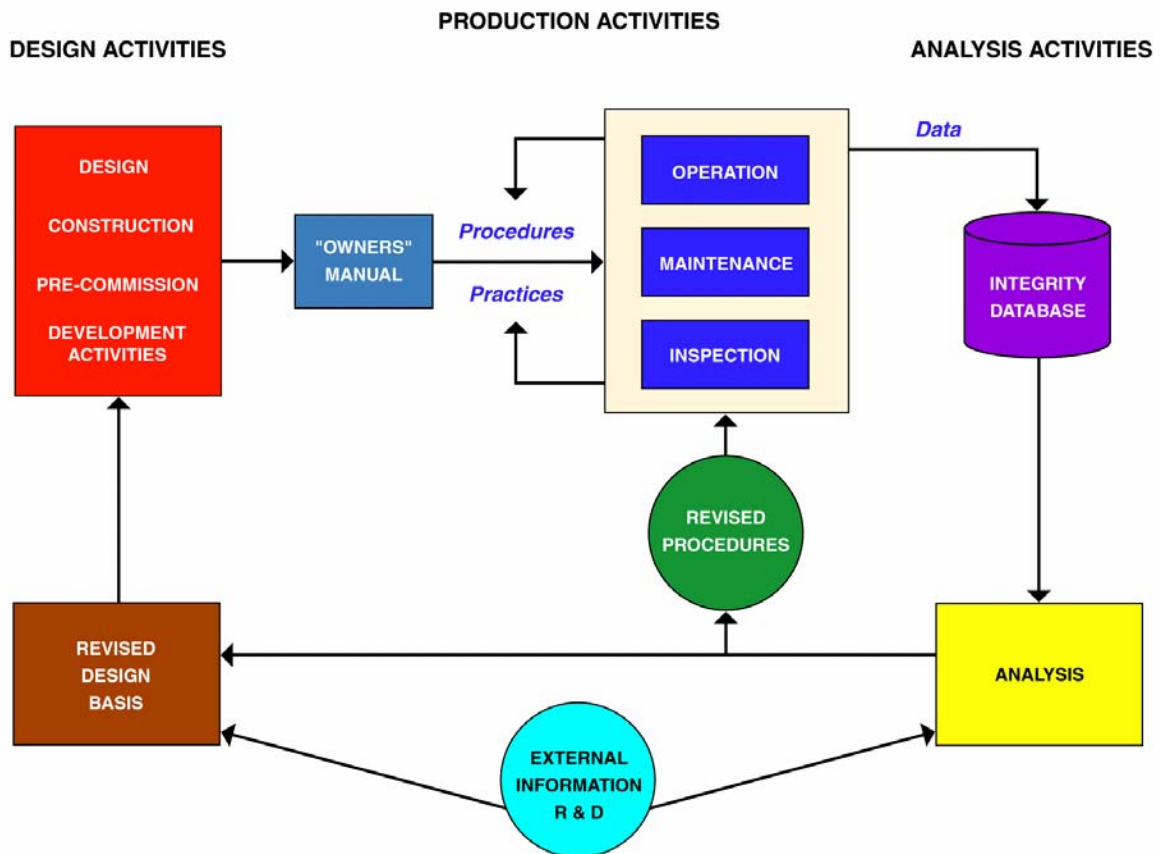 PRODUCTION ACTIVITIES
DESIGN ACTIVITIES
ANALYSIS ACTIVITIES
DESIGN
CONSTRUCTION
PRE-COMMISSION
DEVELOPMENT
ACTIVITIES
"OWNERS"
MANUAL
Procedures
Practices
OPERATION
MAINTENANCE
INSPECTION
Data
INTEGRITY
DATABASE
REVISED
PROCEDURES
REVISED
DESIGN
BASIS
ANALYSIS
EXTERNAL
INFORMATION
R & D